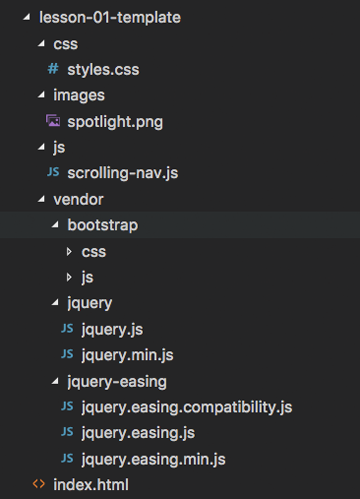 lesson-01-template
css
# styles.css
images
spotlight.png
js
JS scrolling-nav.js
vendor
bootstrap
css
js
jquery
JS jquery.js
JS jquery.min.js
jquery-easing
JS jquery.easing.compatibility.js
JS jquery.easing.js
JS jquery.easing.min.js
<> index.html